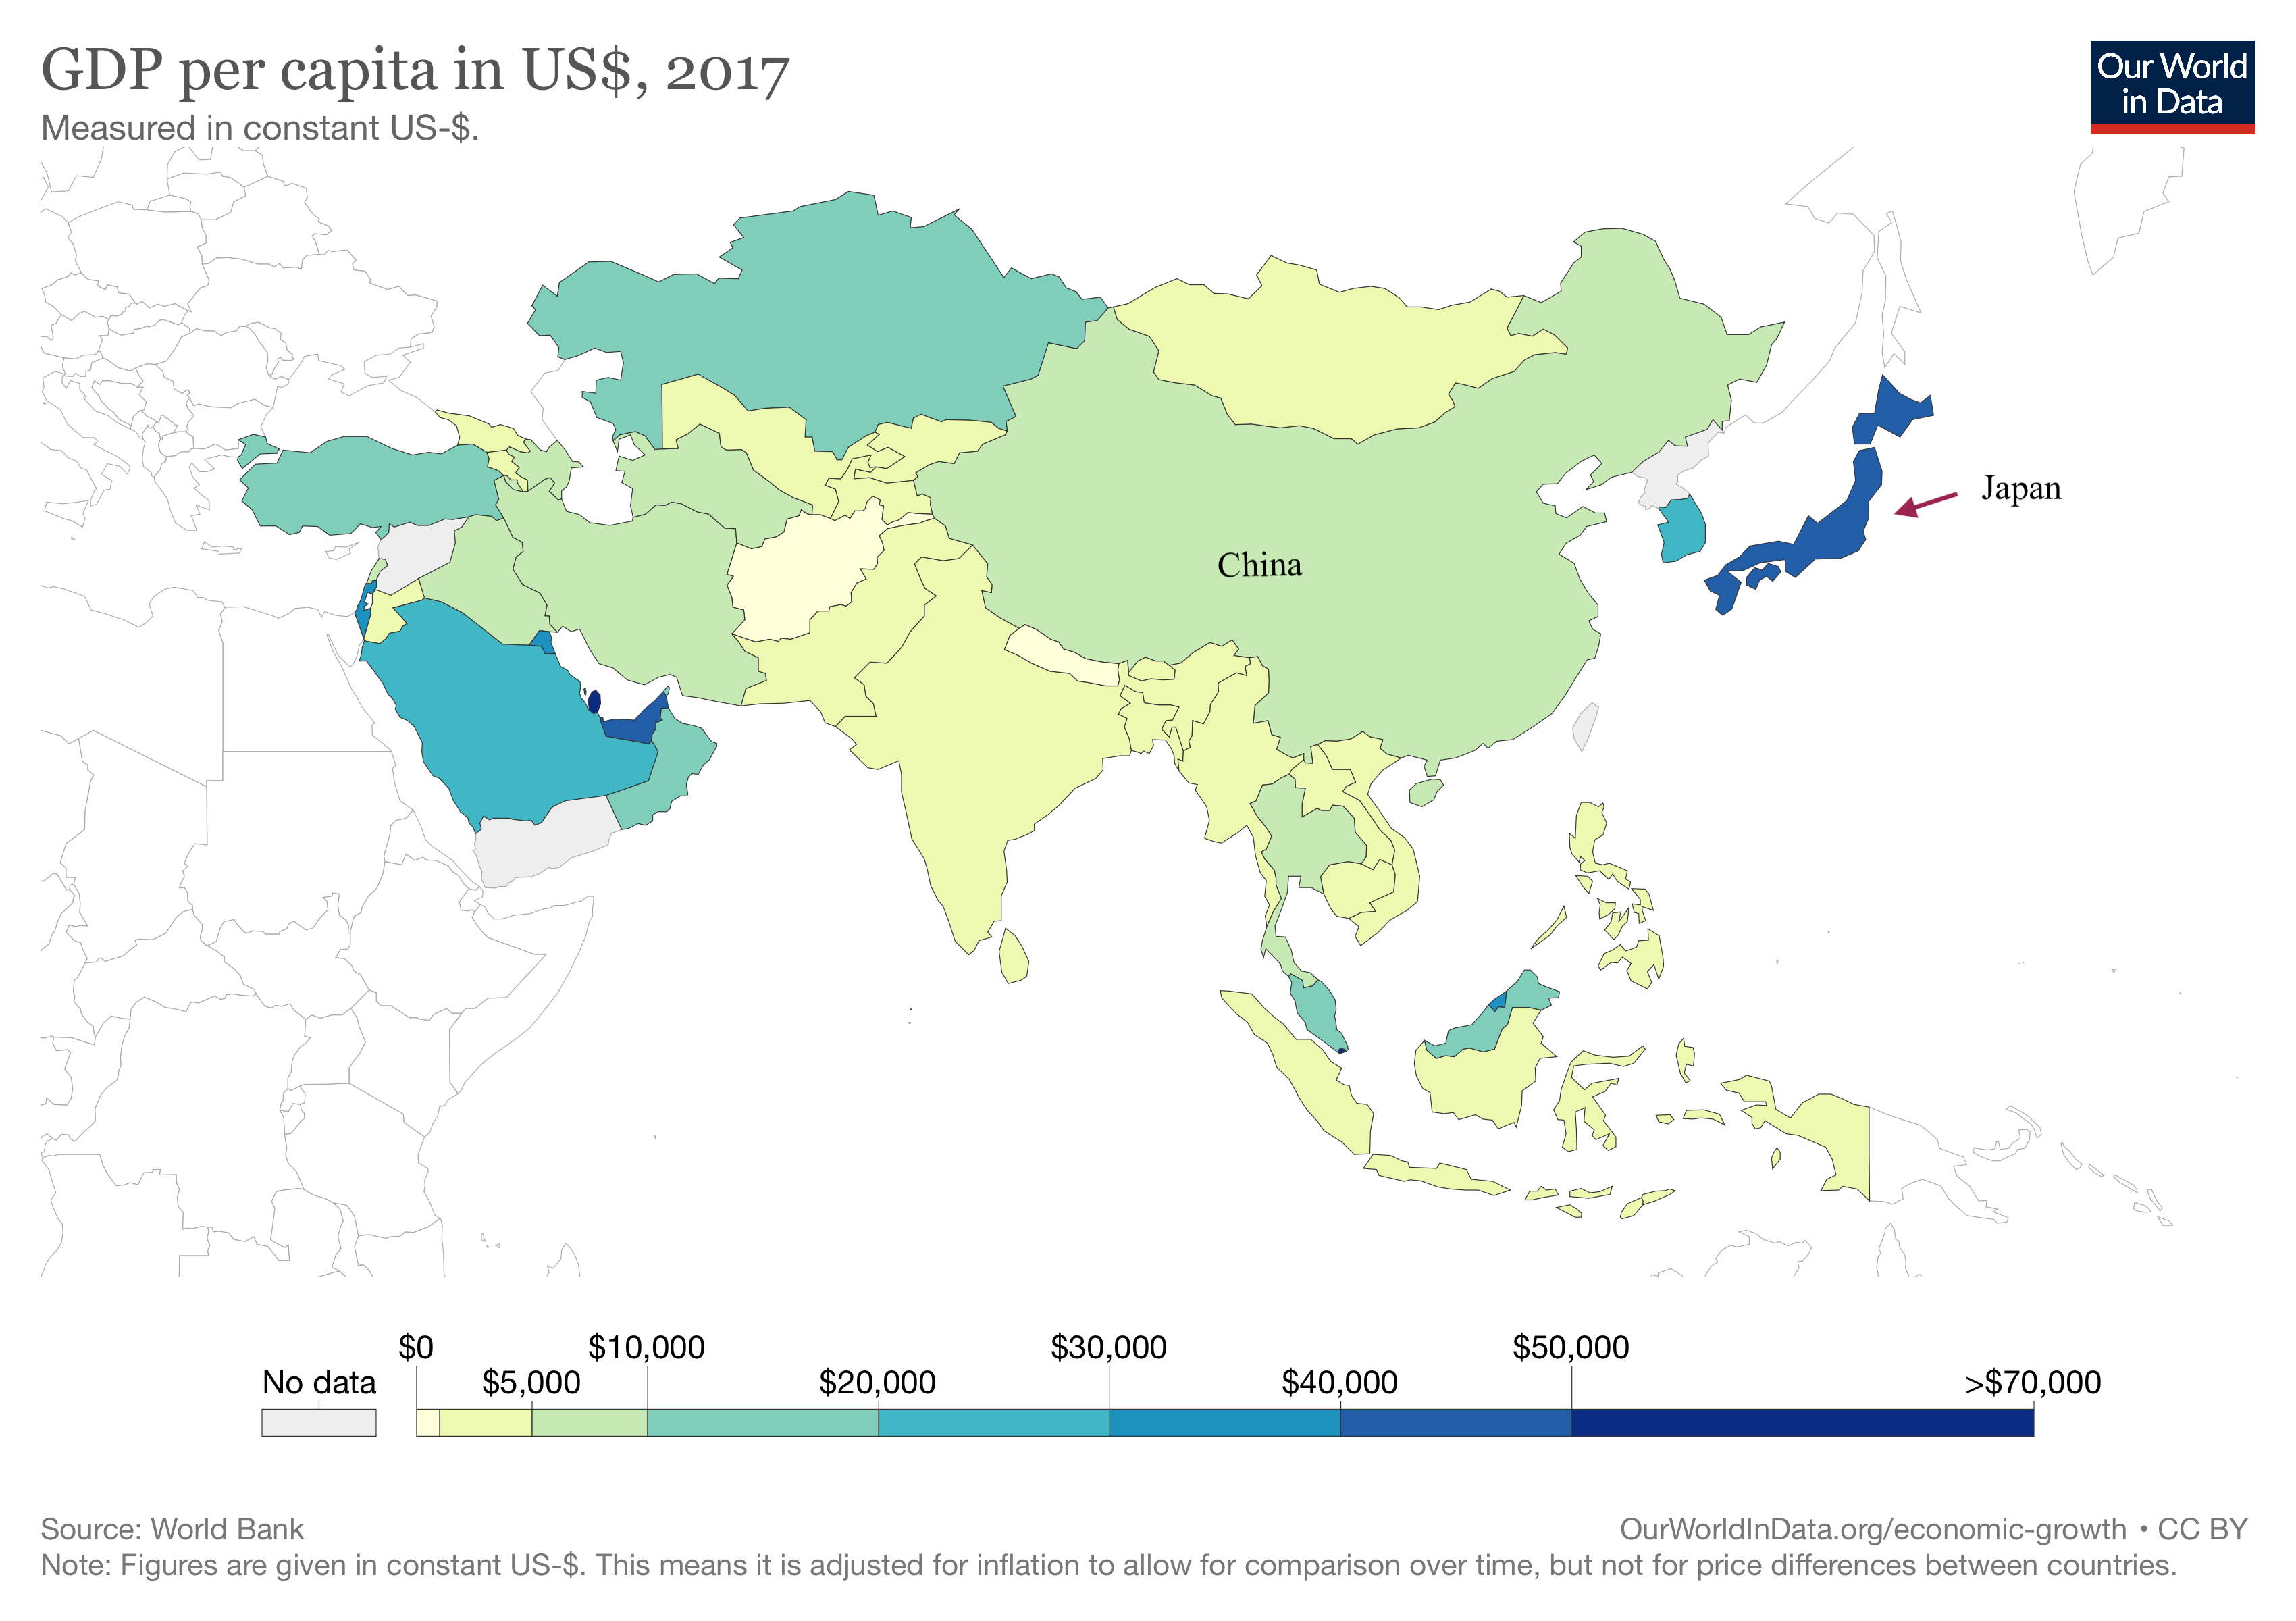 GDP per capita in US$, 2017
Measured in constant US-$.
Our World
in Data
Japan
China
$0 $10,000 $30,000 $50,000
No data $5,000 $20,000 $40,000 >$70,000
Source: World Bank
OurWorldInData.org/economic-growth • CC BY
Note: Figures are given in constant US-$. This means it is adjusted for inflation to allow for comparison over time, but not for price differences between countries.